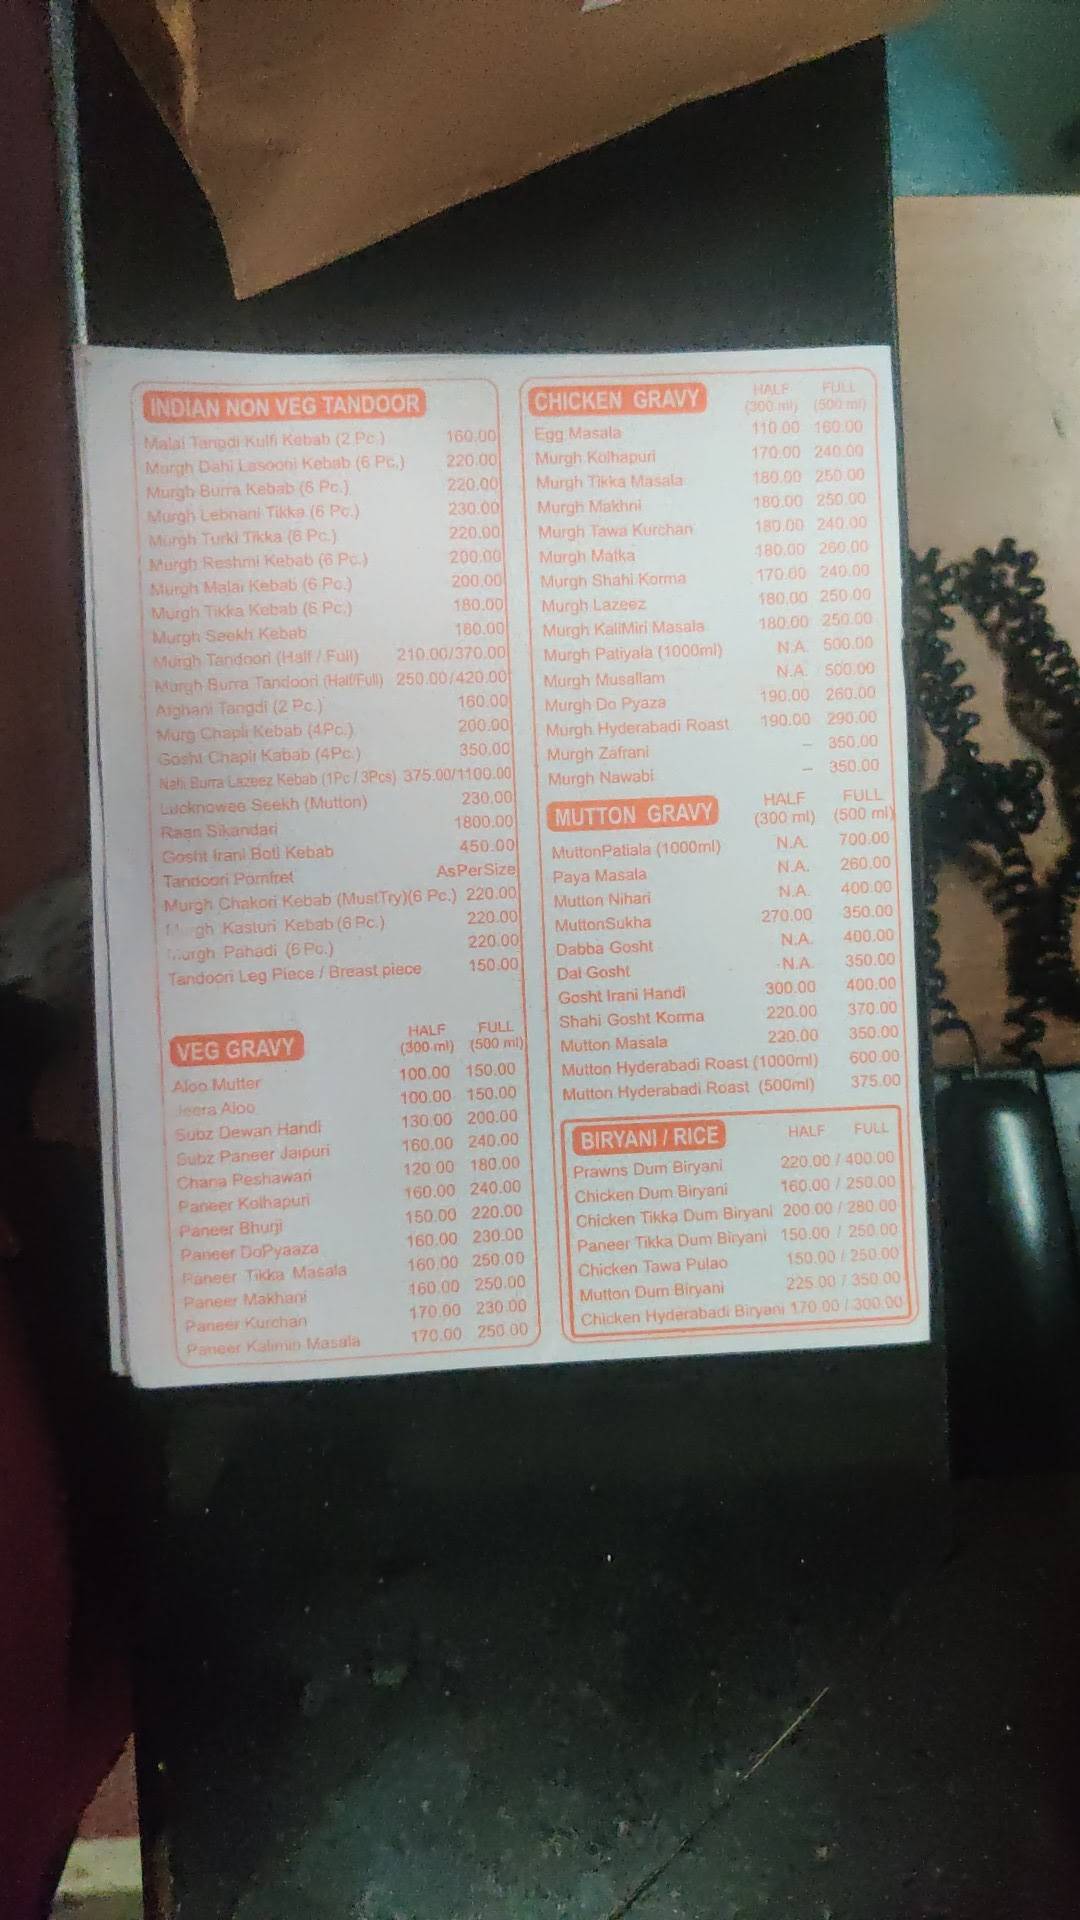 INDIAN NON VEG TANDOOR
Malai Tangdi Kulfi Kebab (2 Pc.) 160.00
Murgh Dahi Lasooni Kebab (6 Pc.) 220.00
Murgh Burra Kebab (6 Pc.) 220.00
Murgh Lebnani Tikka (6 Pc.) 230.00
Murgh Turki Tikka (6 Pc.) 220.00
Murgh Reshmi Kebab (6 Pc.) 200.00
Murgh Malai Kebab (6 Pc.) 200.00
Murgh Tikka Kebab (6 Pc.) 180.00
Murgh Seekh Kebab 180.00
Murgh Tandoori (Half / Full) 210.00/370.00
Murgh Burra Tandoori (Half/Full) 250.00/420.00
Afghani Tangdi (2 Pc.) 160.00
Murg Chapli Kebab (4Pc.) 200.00
Gosht Chapli Kabab (4Pc.) 350.00
Nali Burra Lazeez Kebab (1Pc / 3Pcs) 375.00/1100.00
Lucknowee Seekh (Mutton) 230.00
Raan Sikandari 1800.00
Gosht Irani Boti Kebab 450.00
Tandoori Pomfret AsPerSize
Murgh Chakori Kebab (MustTry)(6 Pc.) 220.00
Murgh Kasturi Kebab (6 Pc.) 220.00
Murgh Pahadi (6 Pc.) 220.00
Tandoori Leg Piece / Breast piece 150.00
VEG GRAVY HALF (300 ml) FULL (500 ml)
Aloo Mutter 100.00 150.00
Jeera Aloo 100.00 150.00
Subz Dewan Handi 130.00 200.00
Subz Paneer Jaipuri 160.00 240.00
Chana Peshawari 120.00 180.00
Paneer Kolhapuri 160.00 240.00
Paneer Bhurji 150.00 220.00
Paneer DoPyaaza 160.00 230.00
Paneer Tikka Masala 160.00 250.00
Paneer Makhani 160.00 250.00
Paneer Kurchan 170.00 230.00
Paneer Kalimiri Masala 170.00 250.00
CHICKEN GRAVY HALF (300 ml) FULL (500 ml)
Egg Masala 110.00 160.00
Murgh Kolhapuri 170.00 240.00
Murgh Tikka Masala 180.00 250.00
Murgh Makhni 180.00 250.00
Murgh Tawa Kurchan 180.00 240.00
Murgh Matka 180.00 260.00
Murgh Shahi Korma 170.00 240.00
Murgh Lazeez 180.00 250.00
Murgh KaliMiri Masala 180.00 250.00
Murgh Patiyala (1000ml) N.A. 500.00
Murgh Musallam N.A. 500.00
Murgh Do Pyaza 190.00 260.00
Murgh Hyderabadi Roast 190.00 290.00
Murgh Zafrani – 350.00
Murgh Nawabi – 350.00
MUTTON GRAVY HALF (300 ml) FULL (500 ml)
MuttonPatiala (1000ml) N.A. 700.00
Paya Masala N.A. 260.00
Mutton Nihari N.A. 400.00
MuttonSukha 270.00 350.00
Dabba Gosht N.A. 400.00
Dal Gosht N.A. 350.00
Gosht Irani Handi 300.00 400.00
Shahi Gosht Korma 220.00 370.00
Mutton Masala 220.00 350.00
Mutton Hyderabadi Roast (1000ml) 600.00
Mutton Hyderabadi Roast (500ml) 375.00
BIRYANI / RICE HALF FULL
Prawns Dum Biryani 220.00 / 400.00
Chicken Dum Biryani 160.00 / 250.00
Chicken Tikka Dum Biryani 200.00 / 280.00
Paneer Tikka Dum Biryani 150.00 / 250.00
Chicken Tawa Pulao 150.00 / 250.00
Mutton Dum Biryani 225.00 / 350.00
Chicken Hyderabadi Biryani 170.00 / 300.00